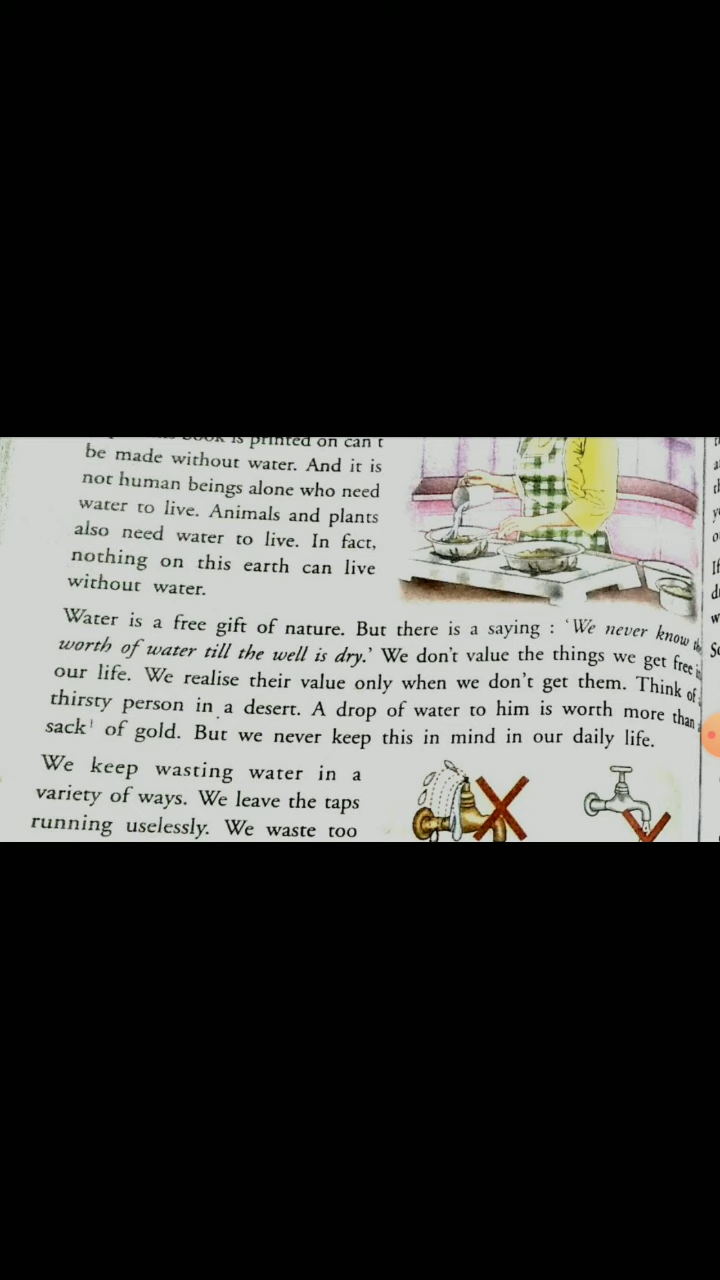 book is printed on can't
be made without water. And it is
not human beings alone who need
water to live. Animals and plants
also need water to live. In fact,
nothing on this earth can live
without water.
Water is a free gift of nature. But there is a saying : 'We never know
worth of water till the well is dry.' We don't value the things we get free
our life. We realise their value only when we don't get them. Think of
thirsty person in a desert. A drop of water to him is worth more than
sack¹ of gold. But we never keep this in mind in our daily life.
We keep wasting water in a
variety of ways. We leave the taps
running uselessly. We waste too